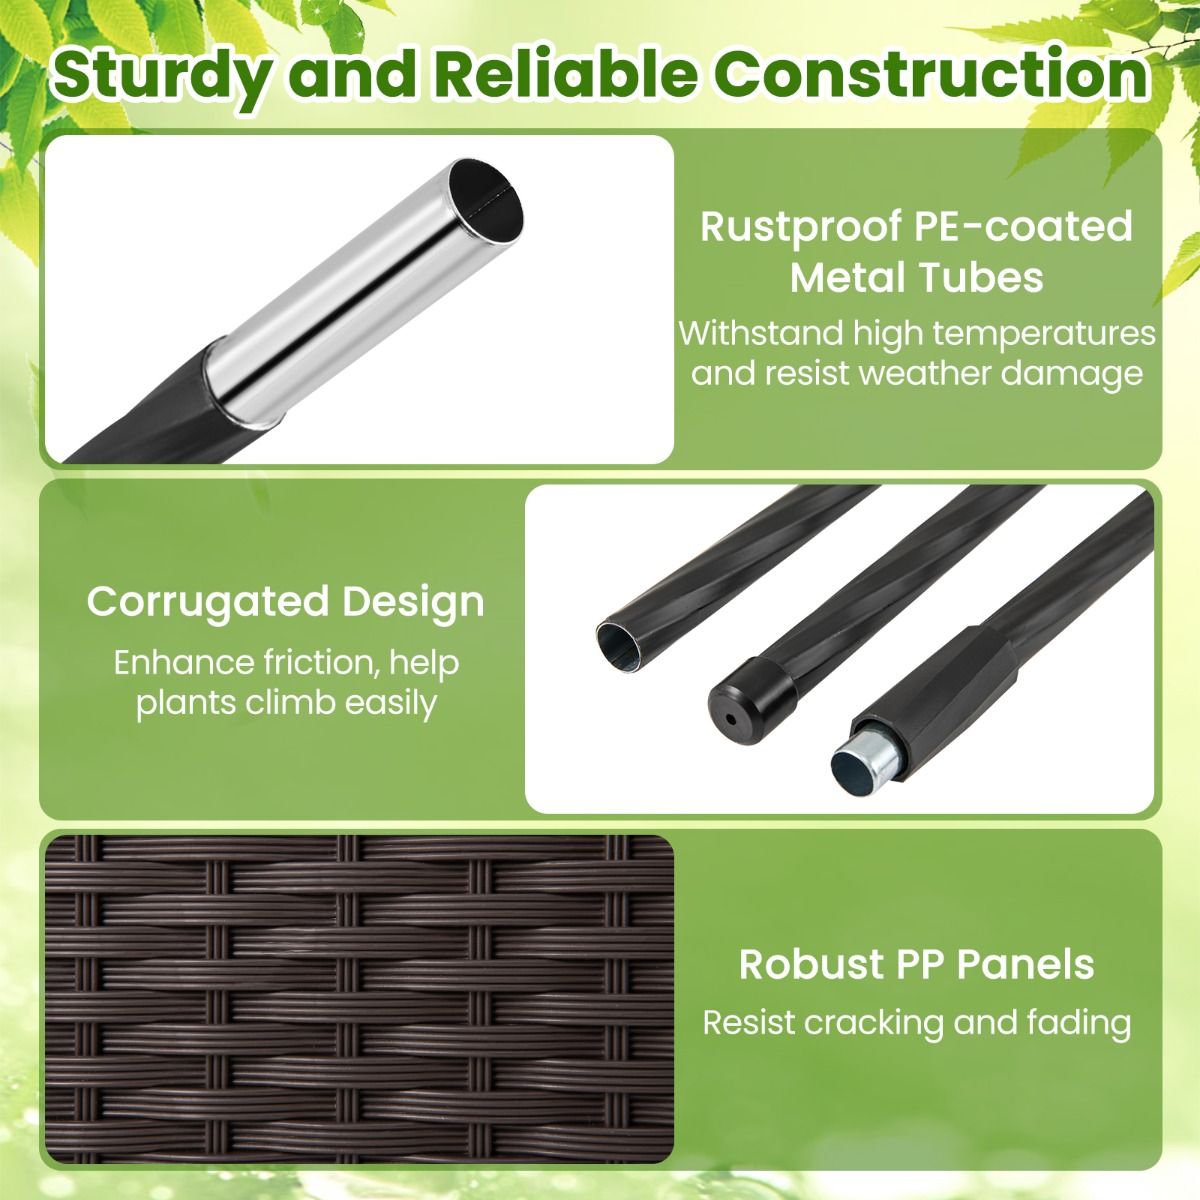 Sturdy and Reliable Construction
Rustproof PE-coated
Metal Tubes
Withstand high temperatures
and resist weather damage
Corrugated Design
Enhance friction, help
plants climb easily
Robust PP Panels
Resist cracking and fading